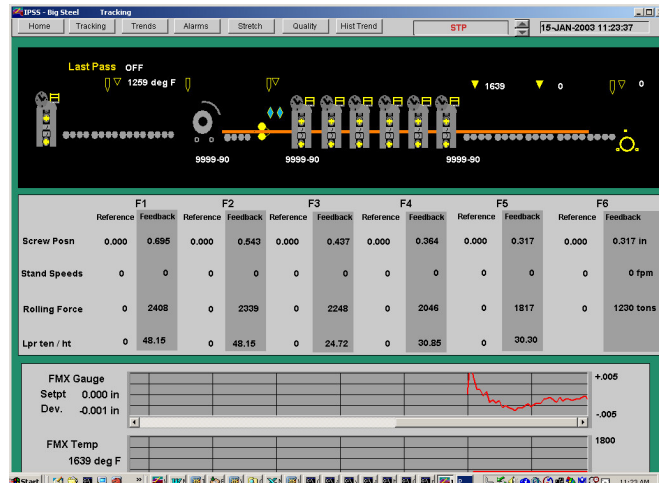 IPSS - Big Steel Tracking
Home Tracking Trends Alarms Stretch Quality Hist Trend STP 15-JAN-2003 11:23:37
Last Pass OFF
1259 deg F 1639 0 0
9999-90 9999-90 9999-90
F1 F2 F3 F4 F5 F6
Reference Feedback Reference Feedback Reference Feedback Reference Feedback Reference Feedback Reference Feedback
Screw Posn 0.000 0.695 0.000 0.543 0.000 0.437 0.000 0.364 0.000 0.317 0.000 0.317 in
Stand Speeds 0 0 0 0 0 0 0 0 0 0 0 0 fpm
Rolling Force 0 2408 0 2339 0 2248 0 2046 0 1817 0 1230 tons
Lpr ten / ht 0 48.15 0 48.15 0 24.72 0 30.85 0 30.30
FMX Gauge +.005
Setpt 0.000 in
Dev. -0.001 in -.005
FMX Temp 1800
1639 deg F
Start 11:23 AM